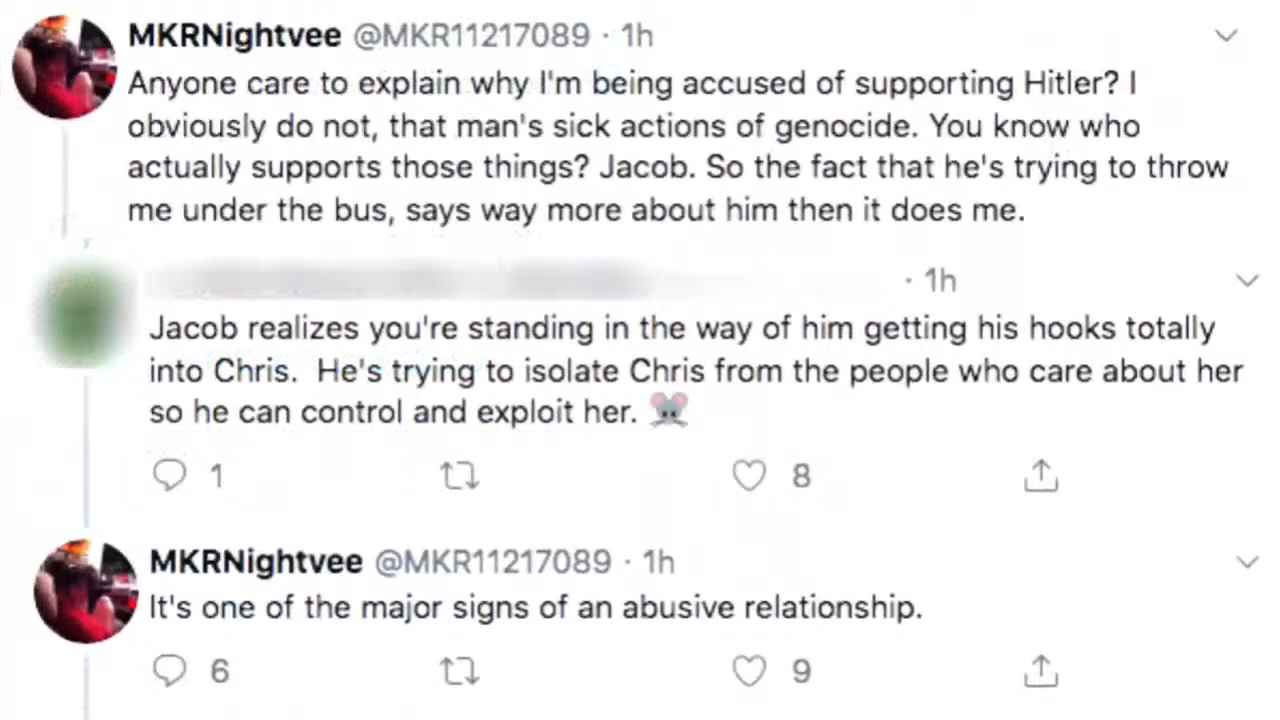 MKRNightvee @MKR11217089 · 1h
Anyone care to explain why I'm being accused of supporting Hitler? I
obviously do not, that man's sick actions of genocide. You know who
actually supports those things? Jacob. So the fact that he's trying to throw
me under the bus, says way more about him then it does me.
· 1h
Jacob realizes you're standing in the way of him getting his hooks totally
into Chris.  He's trying to isolate Chris from the people who care about her
so he can control and exploit her. 🐭
1 8
MKRNightvee @MKR11217089 · 1h
It's one of the major signs of an abusive relationship.
6 9